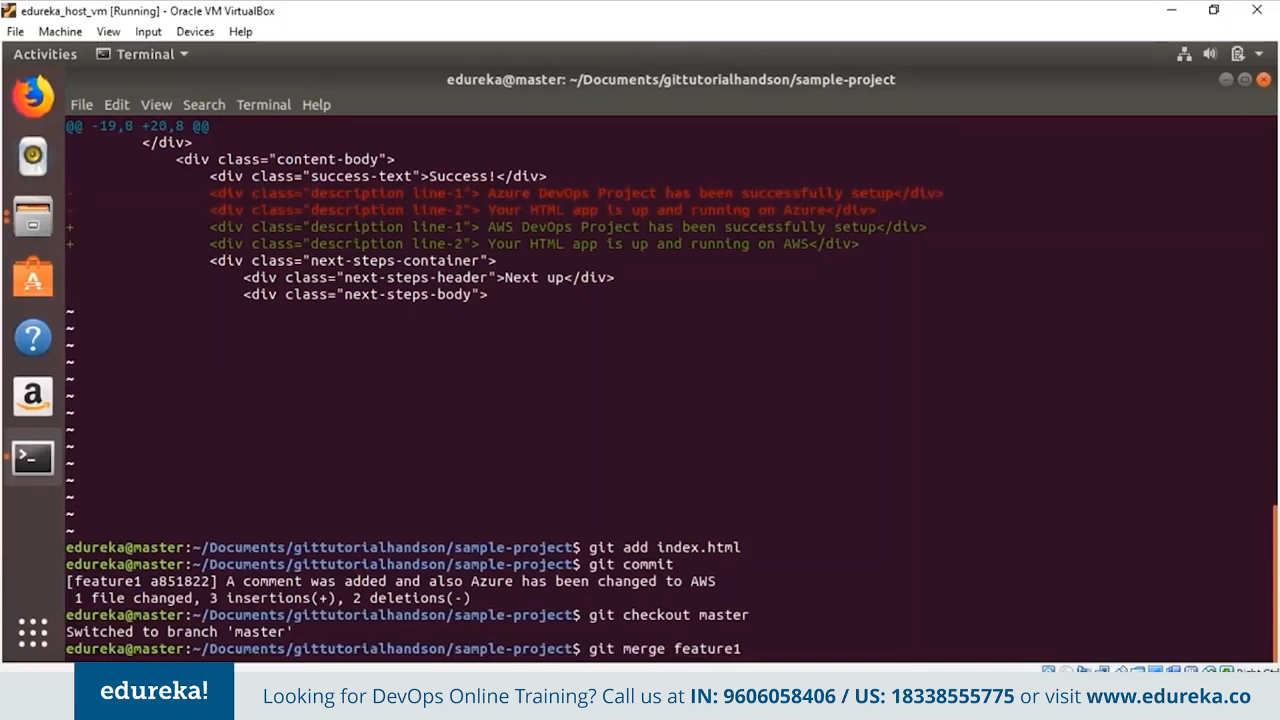 edureka_host_vm [Running] - Oracle VM VirtualBox
File Machine View Input Devices Help
Activities Terminal
edureka@master: ~/Documents/gittutorialhandson/sample-project
File Edit View Search Terminal Help
@@ -19,8 +20,8 @@
</div>
<div class="content-body">
<div class="success-text">Success!</div>
- <div class="description line-1"> Azure DevOps Project has been successfully setup</div>
- <div class="description line-2"> Your HTML app is up and running on Azure</div>
+ <div class="description line-1"> AWS DevOps Project has been successfully setup</div>
+ <div class="description line-2"> Your HTML app is up and running on AWS</div>
<div class="next-steps-container">
<div class="next-steps-header">Next up</div>
<div class="next-steps-body">
~
~
~
~
~
~
~
~
~
~
~
~
~
~
edureka@master:~/Documents/gittutorialhandson/sample-project$ git add index.html
edureka@master:~/Documents/gittutorialhandson/sample-project$ git commit
[feature1 a851822] A comment was added and also Azure has been changed to AWS
1 file changed, 3 insertions(+), 2 deletions(-)
edureka@master:~/Documents/gittutorialhandson/sample-project$ git checkout master
Switched to branch 'master'
edureka@master:~/Documents/gittutorialhandson/sample-project$ git merge feature1
edureka!
Looking for DevOps Online Training? Call us at IN: 9606058406 / US: 18338555775 or visit www.edureka.co